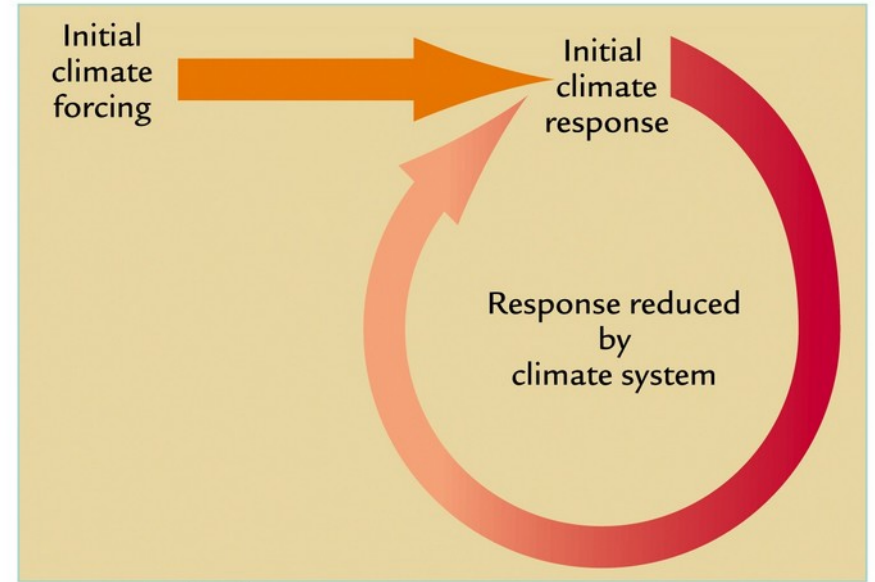 Initial
climate
forcing
Initial
climate
response
Response reduced
by
climate system